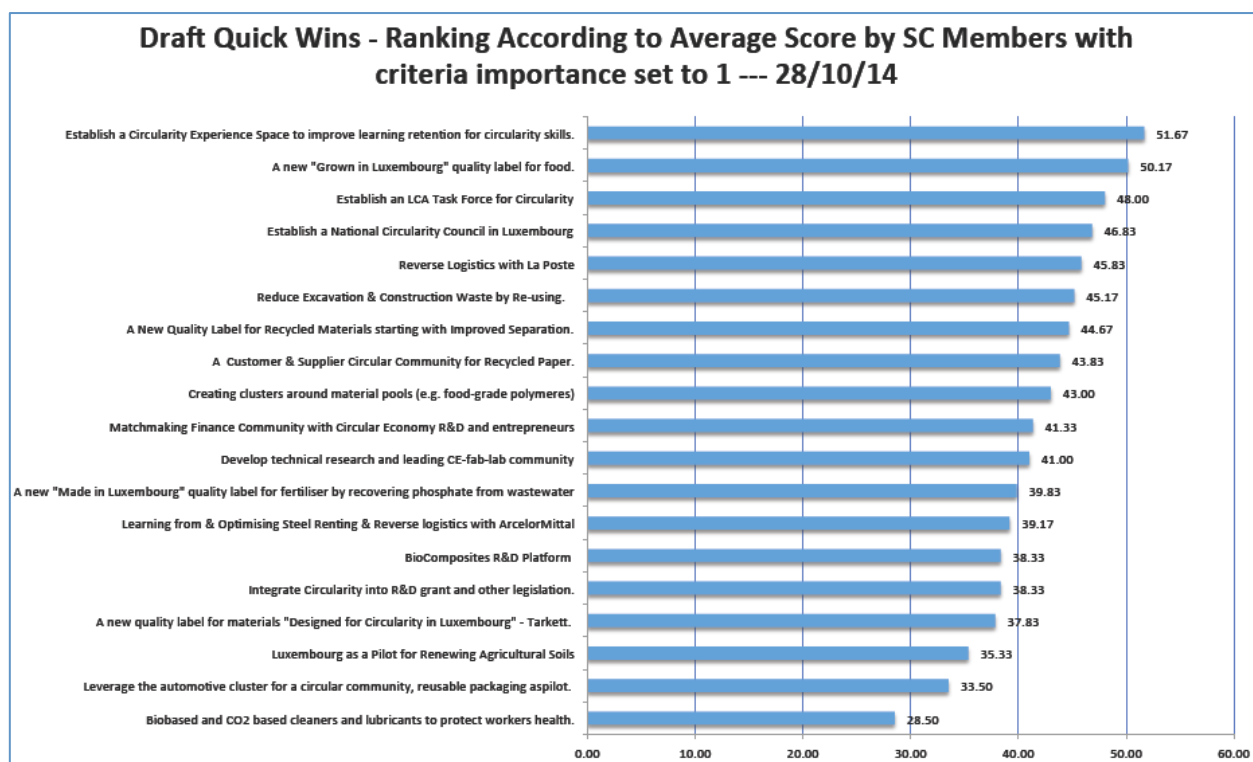 Draft Quick Wins - Ranking According to Average Score by SC Members with
criteria importance set to 1 --- 28/10/14
Establish a Circularity Experience Space to improve learning retention for circularity skills. 51.67
A new "Grown in Luxembourg" quality label for food. 50.17
Establish an LCA Task Force for Circularity 48.00
Establish a National Circularity Council in Luxembourg 46.83
Reverse Logistics with La Poste 45.83
Reduce Excavation & Construction Waste by Re-using. 45.17
A New Quality Label for Recycled Materials starting with Improved Separation. 44.67
A Customer & Supplier Circular Community for Recycled Paper. 43.83
Creating clusters around material pools (e.g. food-grade polymeres) 43.00
Matchmaking Finance Community with Circular Economy R&D and entrepreneurs 41.33
Develop technical research and leading CE-fab-lab community 41.00
A new "Made in Luxembourg" quality label for fertiliser by recovering phosphate from wastewater 39.83
Learning from & Optimising Steel Renting & Reverse logistics with ArcelorMittal 39.17
BioComposites R&D Platform 38.33
Integrate Circularity into R&D grant and other legislation. 38.33
A new quality label for materials "Designed for Circularity in Luxembourg" - Tarkett. 37.83
Luxembourg as a Pilot for Renewing Agricultural Soils 35.33
Leverage the automotive cluster for a circular community, reusable packaging aspilot. 33.50
Biobased and CO2 based cleaners and lubricants to protect workers health. 28.50
0.00 10.00 20.00 30.00 40.00 50.00 60.00